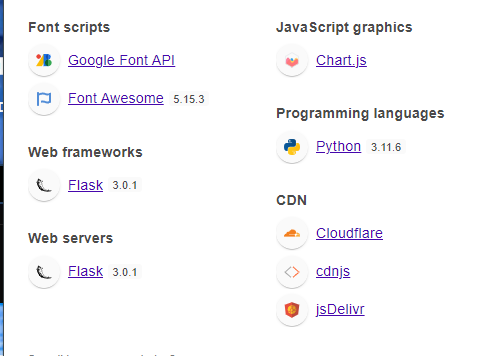 Font scripts
Google Font API
Font Awesome 5.15.3
Web frameworks
Flask 3.0.1
Web servers
Flask 3.0.1
JavaScript graphics
Chart.js
Programming languages
Python 3.11.6
CDN
Cloudflare
cdnjs
jsDelivr